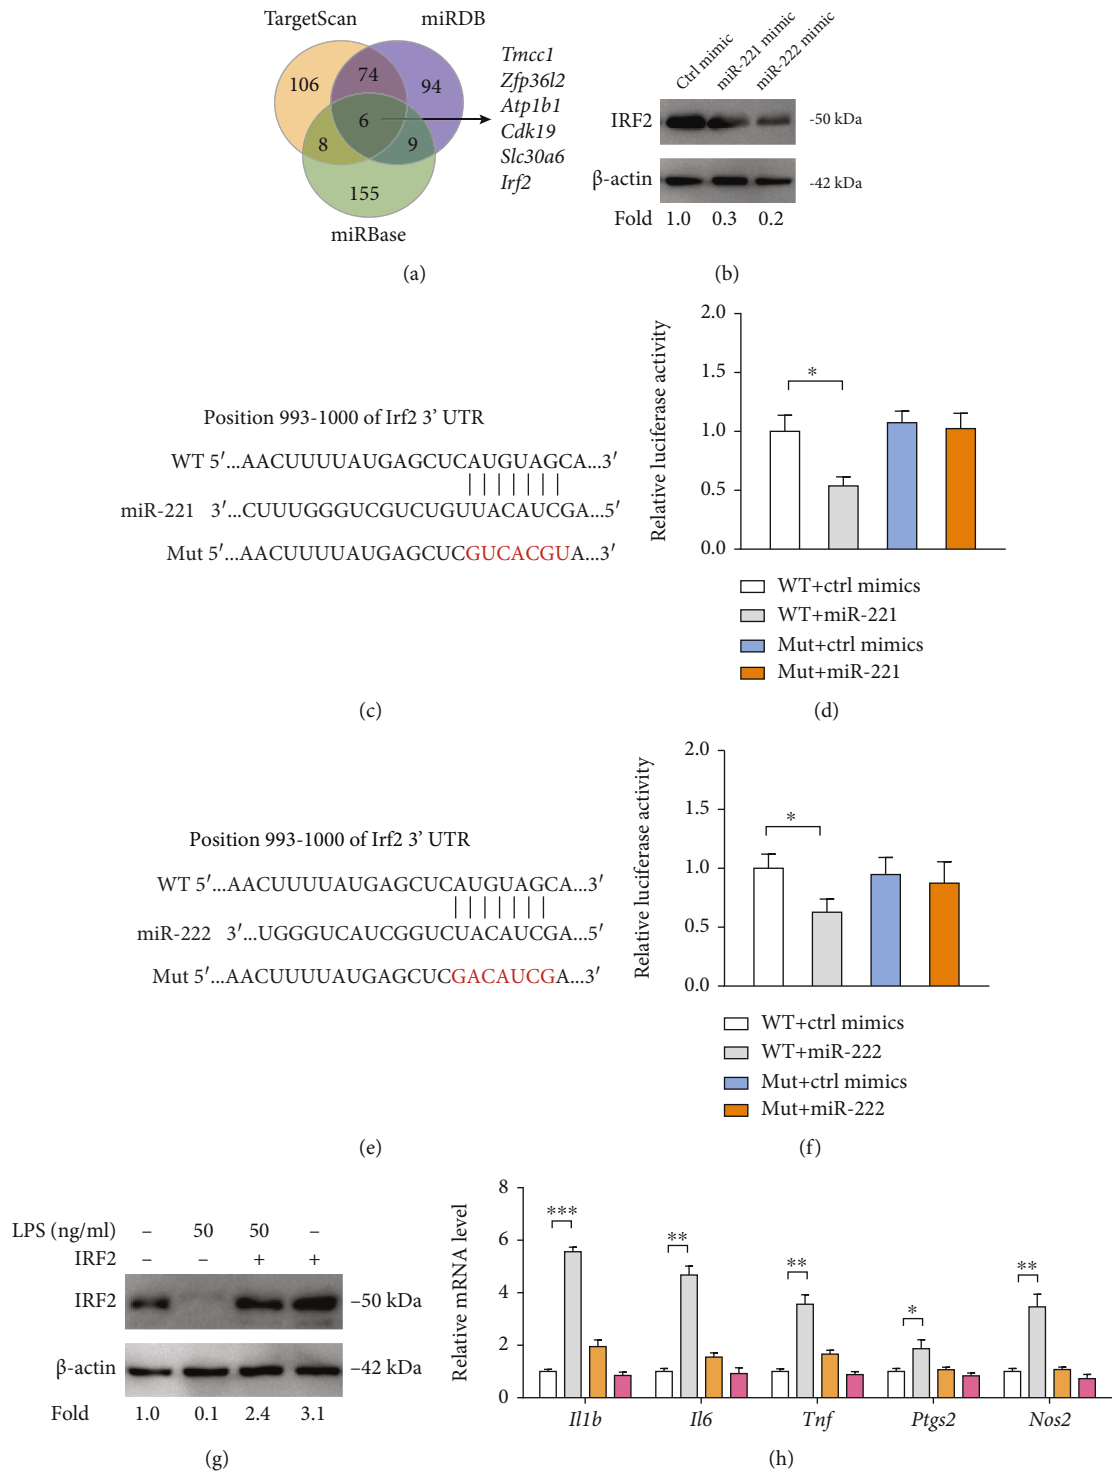 TargetScan miRDB
106 74 94
6
8 9
155
miRBase
Tmcc1
Zfp36l2
Atp1b1
Cdk19
Slc30a6
Irf2
(a)
Ctrl mimic miR-221 mimic miR-222 mimic
IRF2 -50 kDa
β-actin -42 kDa
Fold 1.0 0.3 0.2
(b)
Position 993-1000 of Irf2 3' UTR
WT 5′...AACUUUUAUGAGCUCAUGUAGCA...3′
miR-221 3′...CUUUGGGUCGUCUGUUACAUCGA...5′
Mut 5′...AACUUUUAUGAGCUCGUCACGUA...3′
(c)
Relative luciferase activity
2.0
1.5
1.0
0.5
0.0
*
WT+ctrl mimics
WT+miR-221
Mut+ctrl mimics
Mut+miR-221
(d)
Position 993-1000 of Irf2 3' UTR
WT 5′...AACUUUUAUGAGCUCAUGUAGCA...3′
miR-222 3′...UGGGUCAUCGGUCUACAUCGA...5′
Mut 5′...AACUUUUAUGAGCUCGACAUCGA...3′
(e)
Relative luciferase activity
2.0
1.5
1.0
0.5
0.0
*
WT+ctrl mimics
WT+miR-222
Mut+ctrl mimics
Mut+miR-222
(f)
LPS (ng/ml) – 50 50 –
IRF2 – – + +
IRF2 –50 kDa
β-actin –42 kDa
Fold 1.0 0.1 2.4 3.1
(g)
Relative mRNA level
8
6
4
2
0
*** ** ** * **
Il1b Il6 Tnf Ptgs2 Nos2
(h)